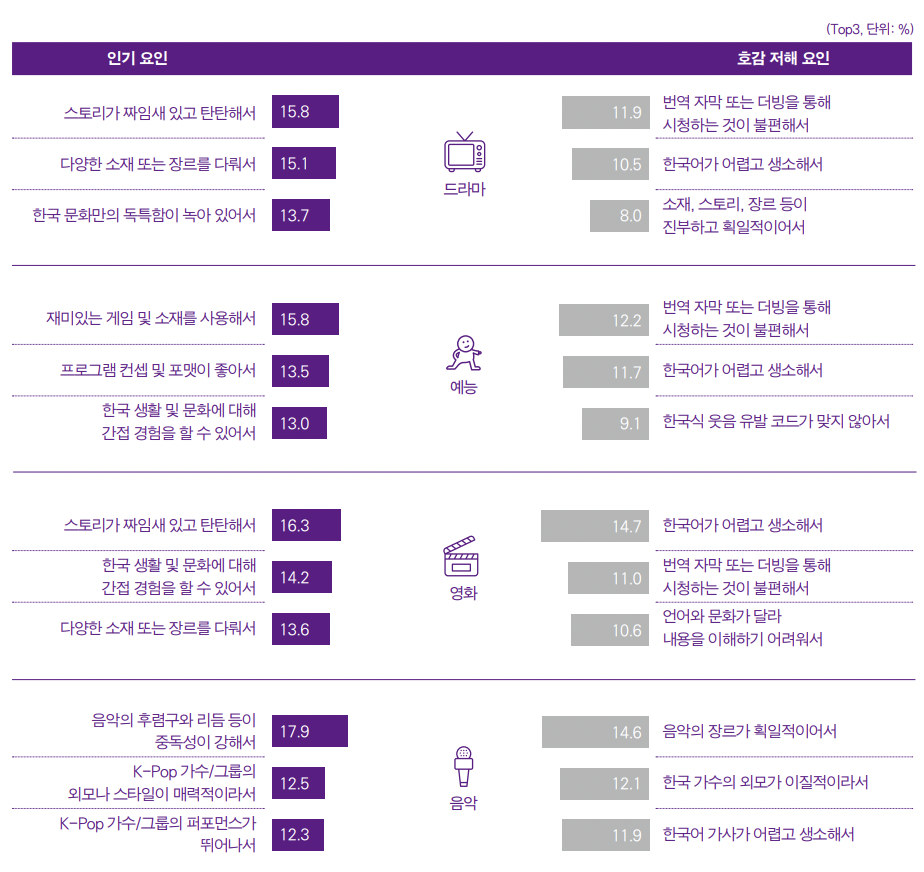 (Top3, 단위: %)
인기 요인
호감 저해 요인
스토리가 짜임새 있고 탄탄해서
15.8
다양한 소재 또는 장르를 다뤄서
15.1
한국 문화만의 독특함이 녹아 있어서
13.7
드라마
11.9
번역 자막 또는 더빙을 통해
시청하는 것이 불편해서
10.5
한국어가 어렵고 생소해서
8.0
소재, 스토리, 장르 등이
진부하고 획일적이어서
재미있는 게임 및 소재를 사용해서
15.8
프로그램 컨셉 및 포맷이 좋아서
13.5
한국 생활 및 문화에 대해
간접 경험을 할 수 있어서
13.0
예능
12.2
번역 자막 또는 더빙을 통해
시청하는 것이 불편해서
11.7
한국어가 어렵고 생소해서
9.1
한국식 웃음 유발 코드가 맞지 않아서
스토리가 짜임새 있고 탄탄해서
16.3
한국 생활 및 문화에 대해
간접 경험을 할 수 있어서
14.2
다양한 소재 또는 장르를 다뤄서
13.6
영화
14.7
한국어가 어렵고 생소해서
11.0
번역 자막 또는 더빙을 통해
시청하는 것이 불편해서
10.6
언어와 문화가 달라
내용을 이해하기 어려워서
음악의 후렴구와 리듬 등이
중독성이 강해서
17.9
K-Pop 가수/그룹의
외모나 스타일이 매력적이라서
12.5
K-Pop 가수/그룹의 퍼포먼스가
뛰어나서
12.3
음악
14.6
음악의 장르가 획일적이어서
12.1
한국 가수의 외모가 이질적이라서
11.9
한국어 가사가 어렵고 생소해서